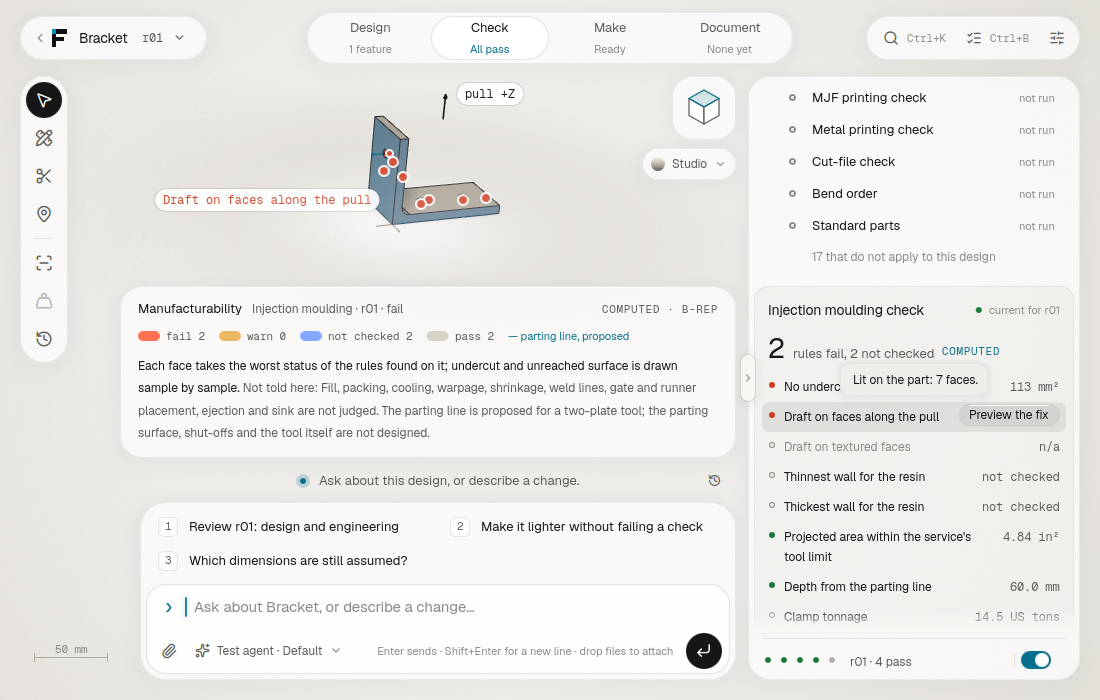 Bracket r01
Design
1 feature
Check
All pass
Make
Ready
Document
None yet
Ctrl+K
Ctrl+B
pull +Z
Studio
Draft on faces along the pull
MJF printing check not run
Metal printing check not run
Cut-file check not run
Bend order not run
Standard parts not run
17 that do not apply to this design
Manufacturability Injection moulding · r01 · fail COMPUTED · B-REP
fail 2 warn 0 not checked 2 pass 2 — parting line, proposed
Each face takes the worst status of the rules found on it; undercut and unreached surface is drawn
sample by sample. Not told here: Fill, packing, cooling, warpage, shrinkage, weld lines, gate and runner
placement, ejection and sink are not judged. The parting line is proposed for a two-plate tool; the parting
surface, shut-offs and the tool itself are not designed.
Ask about this design, or describe a change.
1 Review r01: design and engineering
2 Make it lighter without failing a check
3 Which dimensions are still assumed?
Ask about Bracket, or describe a change...
Test agent · Default
Enter sends · Shift+Enter for a new line · drop files to attach
50 mm
Injection moulding check current for r01
2 rules fail, 2 not checked COMPUTED
Lit on the part: 7 faces.
No underc 113 mm²
Draft on faces along the pull Preview the fix
Draft on textured faces n/a
Thinnest wall for the resin not checked
Thickest wall for the resin not checked
Projected area within the service's 4.84 in²
tool limit
Depth from the parting line 60.0 mm
Clamp tonnage 14.5 US tons
r01 · 4 pass